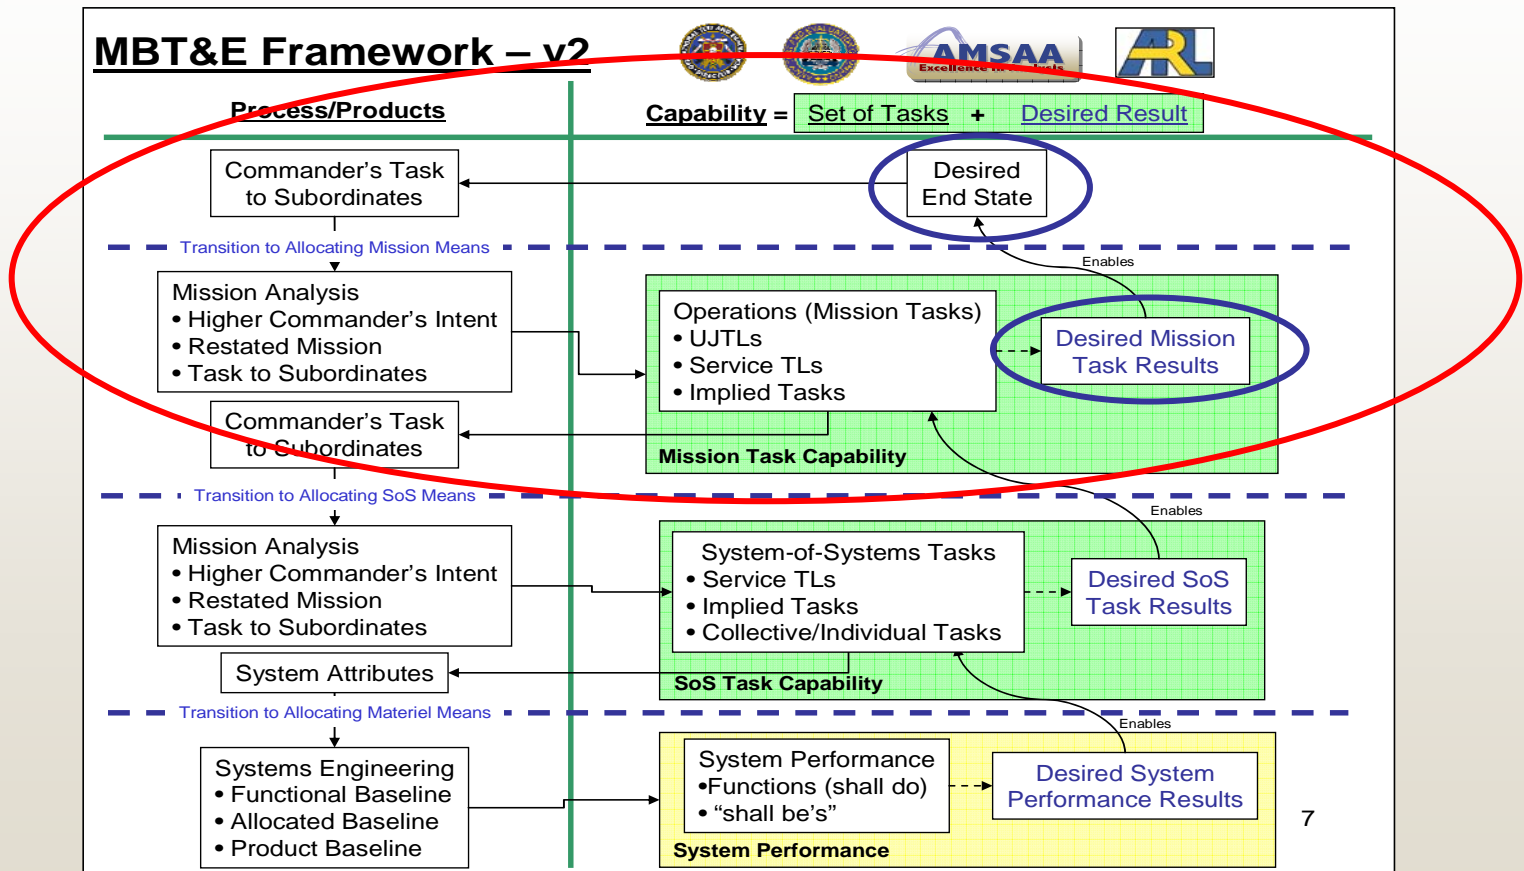 MBT&E Framework – v2
AMSAA
Excellence in Analysis
ARL
Process/Products
Capability = Set of Tasks + Desired Result
Commander's Task
to Subordinates
Desired
End State
Transition to Allocating Mission Means
Enables
Mission Analysis
• Higher Commander's Intent
• Restated Mission
• Task to Subordinates
Operations (Mission Tasks)
• UJTLs
• Service TLs
• Implied Tasks
Desired Mission
Task Results
Commander's Task
to Subordinates
Mission Task Capability
Transition to Allocating SoS Means
Enables
Mission Analysis
• Higher Commander's Intent
• Restated Mission
• Task to Subordinates
System-of-Systems Tasks
• Service TLs
• Implied Tasks
• Collective/Individual Tasks
Desired SoS
Task Results
System Attributes
SoS Task Capability
Transition to Allocating Materiel Means
Enables
Systems Engineering
• Functional Baseline
• Allocated Baseline
• Product Baseline
System Performance
•Functions (shall do)
• “shall be's”
Desired System
Performance Results
System Performance
7